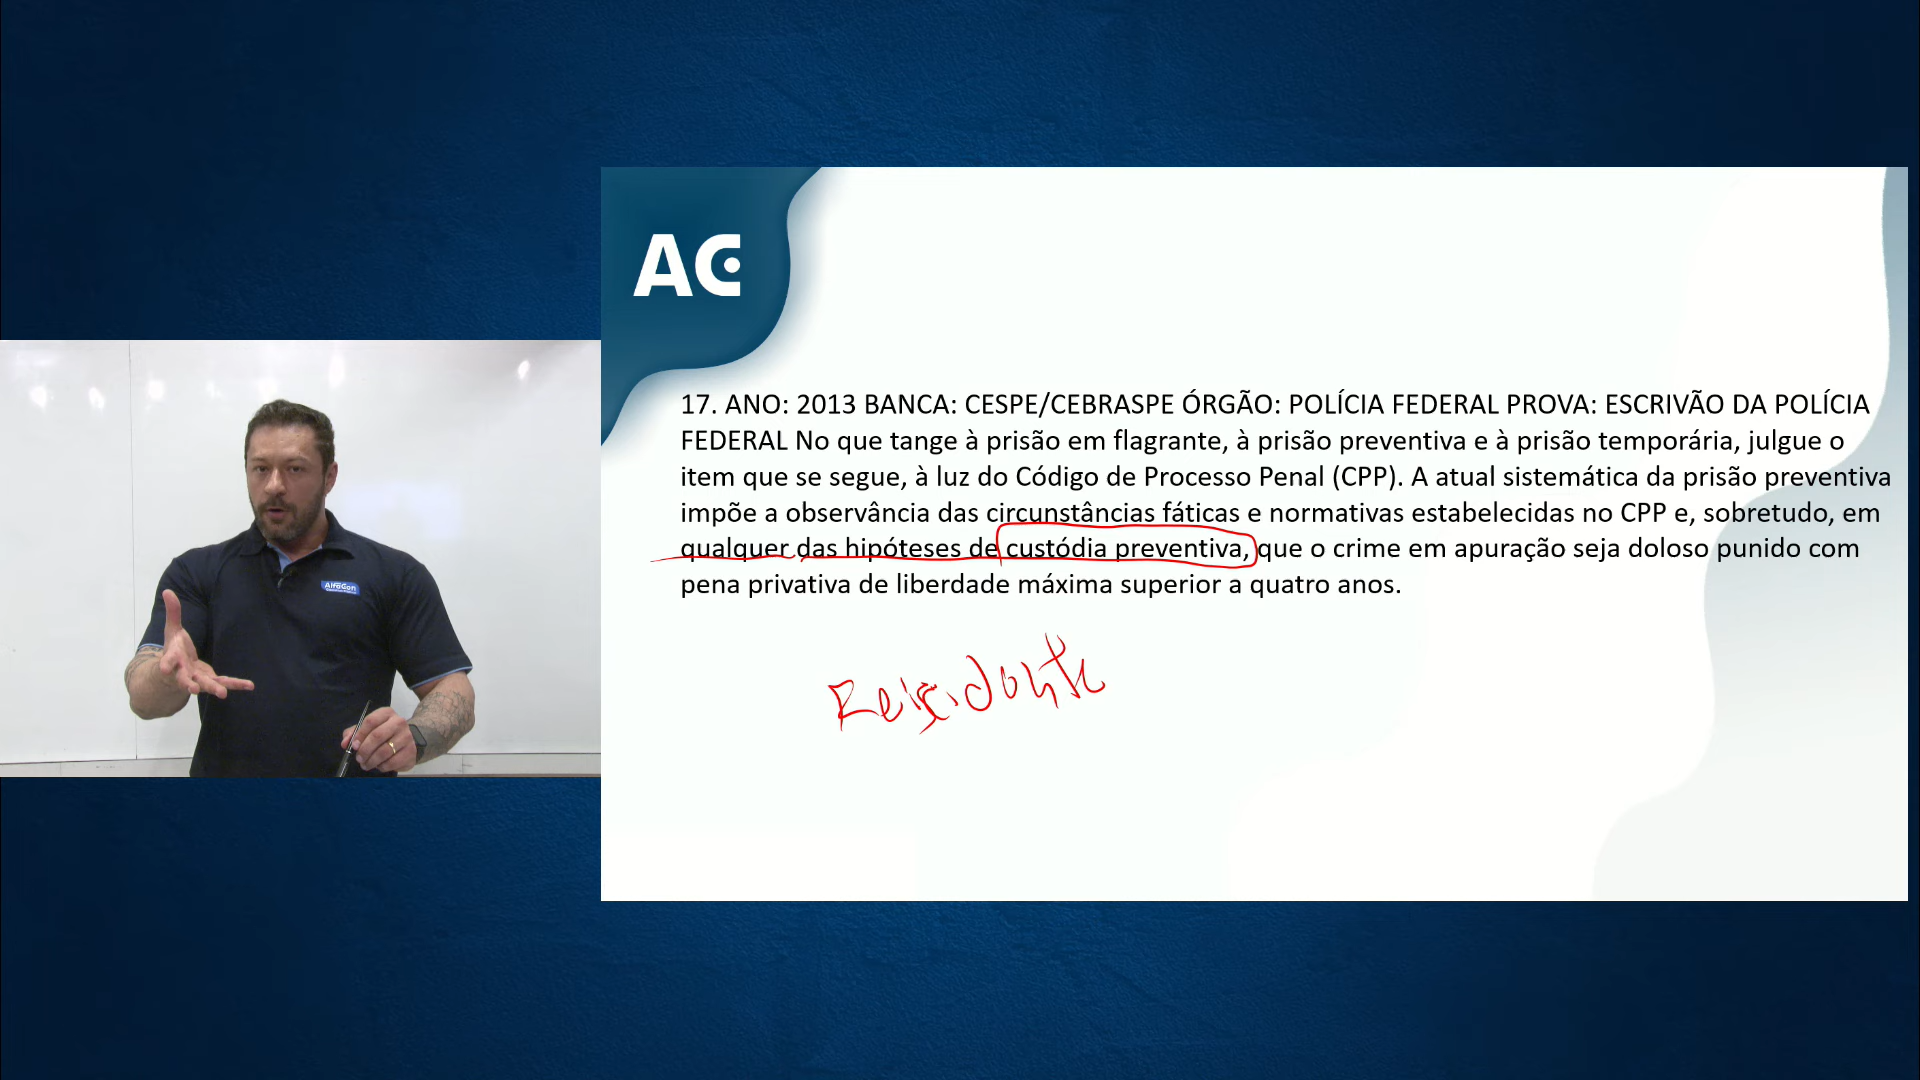 AC
17. ANO: 2013 BANCA: CESPE/CEBRASPE ÓRGÃO: POLÍCIA FEDERAL PROVA: ESCRIVÃO DA POLÍCIA
FEDERAL No que tange à prisão em flagrante, à prisão preventiva e à prisão temporária, julgue o
item que se segue, à luz do Código de Processo Penal (CPP). A atual sistemática da prisão preventiva
impõe a observância das circunstâncias fáticas e normativas estabelecidas no CPP e, sobretudo, em
qualquer das hipóteses de custódia preventiva, que o crime em apuração seja doloso punido com
pena privativa de liberdade máxima superior a quatro anos.
AlfaCon